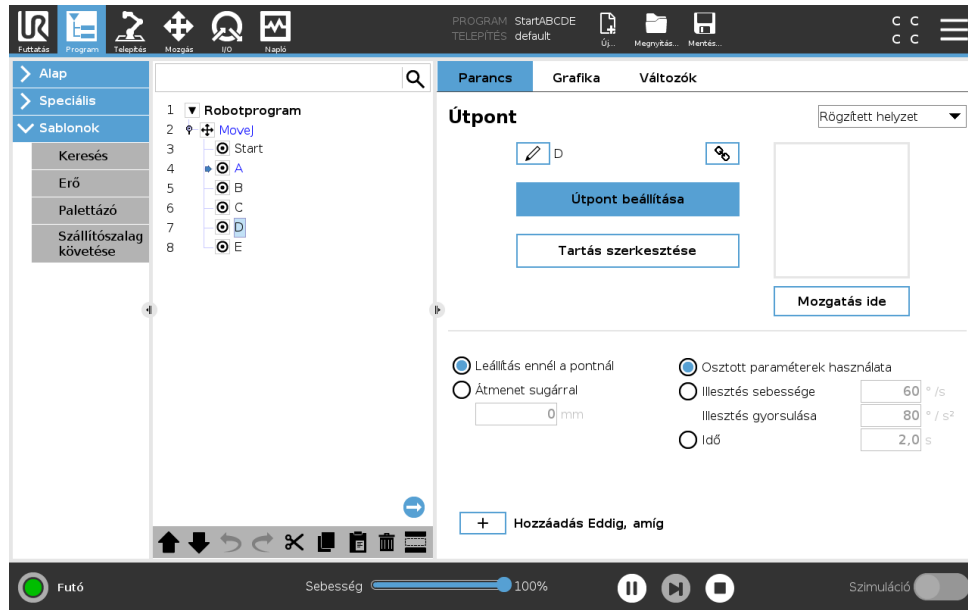 PROGRAM StartABCDE
TELEPÍTÉS default
Futtatás Program Telepítés Mozgás I/O Napló Új... Megnyitás... Mentés...
C C
C C
Alap
Speciális
Sablonok
Keresés
Erő
Palettázó
Szállítószalag
követése
1 Robotprogram
2 MoveJ
3 Start
4 A
5 B
6 C
7 D
8 E
Parancs Grafika Változók
Útpont
Rögzített helyzet
D
Útpont beállítása
Tartás szerkesztése
Mozgatás ide
Leállítás ennél a pontnál
Átmenet sugárral
0 mm
Osztott paraméterek használata
Illesztés sebessége 60 °/s
Illesztés gyorsulása 80 °/s²
Idő 2,0 s
+ Hozzáadás Eddig, amíg
Futó
Sebesség 100%
Szimuláció